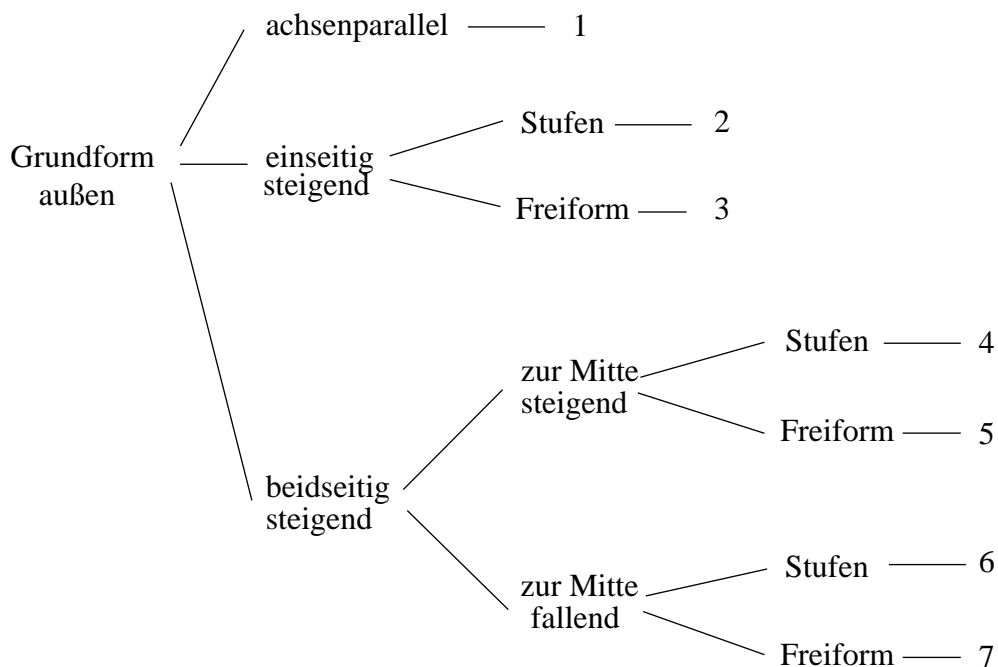 achsenparallel 1
Stufen 2
Grundform
außen
einseitig
steigend
Freiform 3
Stufen 4
zur Mitte
steigend
Freiform 5
beidseitig
steigend
Stufen 6
zur Mitte
fallend
Freiform 7